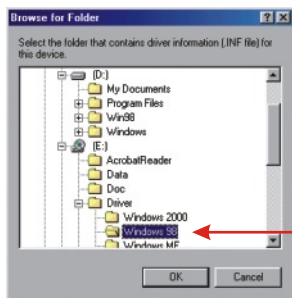 Browse for Folder
Select the folder that contains driver information (.INF file) for
this device.
(D:)
My Documents
Program Files
Win98
Windows
(E:)
AcrobatReader
Data
Doc
Driver
Windows 2000
Windows 98
Windows ME
OK
Cancel